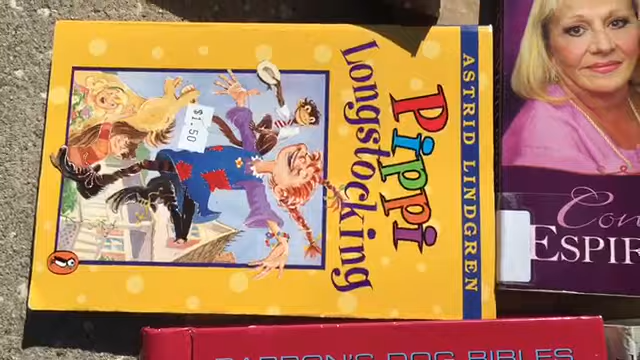 ASTRID LINDGREN
Pippi
Longstocking
$1.50
Con
ESPIR
BARRON'S DOG BIBLES